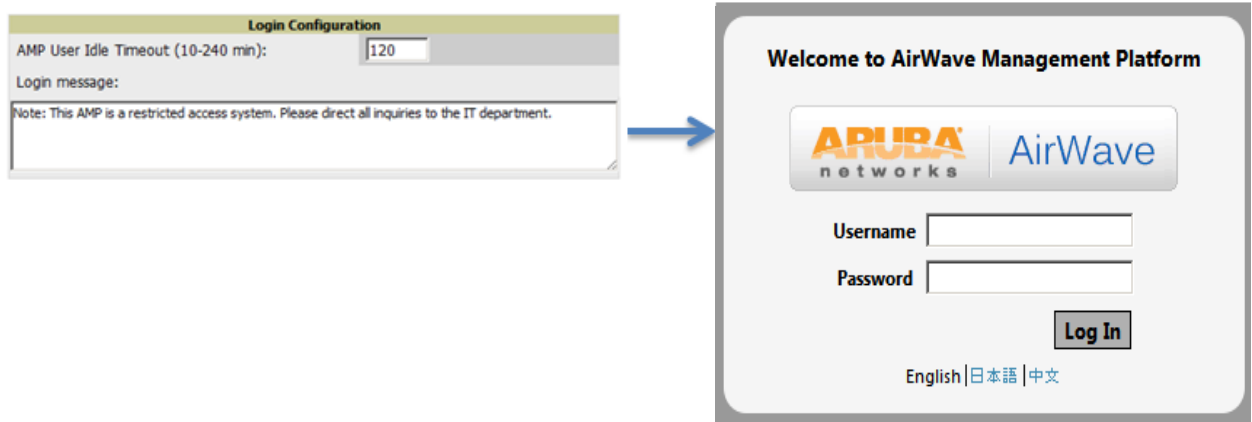 Login Configuration
AMP User Idle Timeout (10-240 min):
120
Login message:
Note: This AMP is a restricted access system. Please direct all inquiries to the IT department.
Welcome to AirWave Management Platform
ARUBA networks AirWave
Username
Password
Log In
English|日本語|中文